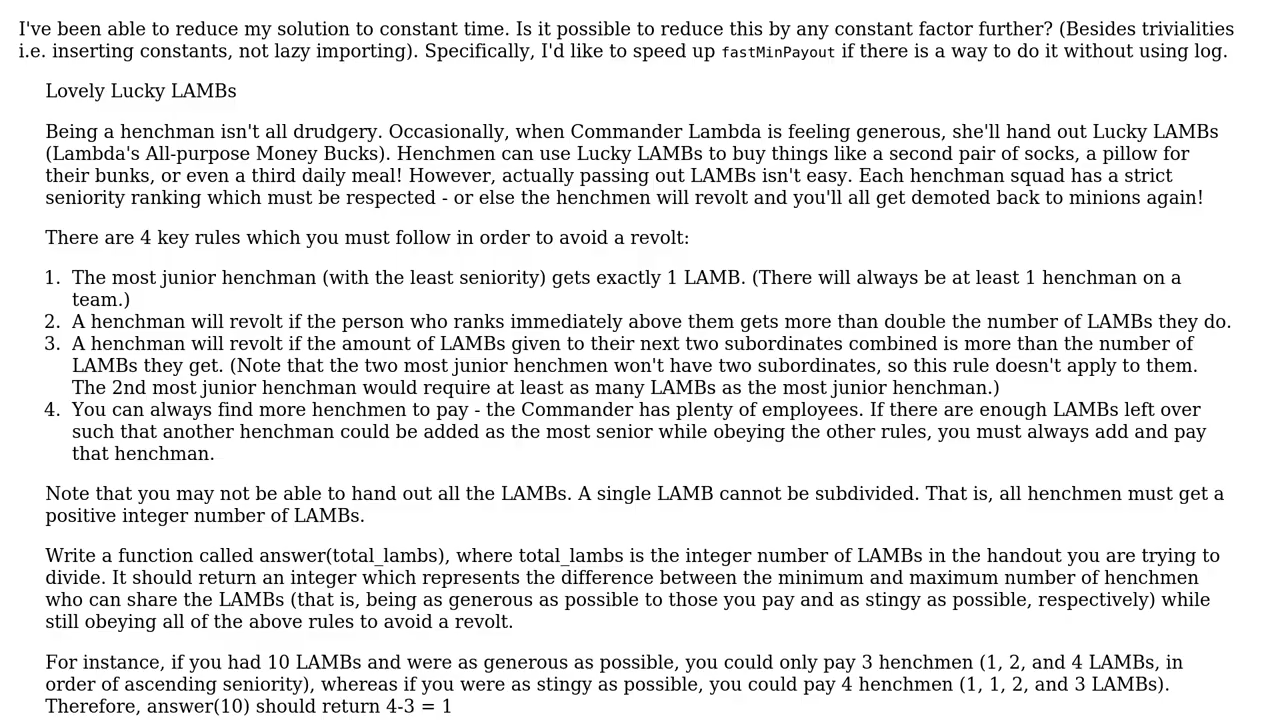 I've been able to reduce my solution to constant time. Is it possible to reduce this by any constant factor further? (Besides trivialities
i.e. inserting constants, not lazy importing). Specifically, I'd like to speed up fastMinPayout if there is a way to do it without using log.
Lovely Lucky LAMBs
Being a henchman isn't all drudgery. Occasionally, when Commander Lambda is feeling generous, she'll hand out Lucky LAMBs
(Lambda's All-purpose Money Bucks). Henchmen can use Lucky LAMBs to buy things like a second pair of socks, a pillow for
their bunks, or even a third daily meal! However, actually passing out LAMBs isn't easy. Each henchman squad has a strict
seniority ranking which must be respected - or else the henchmen will revolt and you'll all get demoted back to minions again!
There are 4 key rules which you must follow in order to avoid a revolt:
1. The most junior henchman (with the least seniority) gets exactly 1 LAMB. (There will always be at least 1 henchman on a
team.)
2. A henchman will revolt if the person who ranks immediately above them gets more than double the number of LAMBs they do.
3. A henchman will revolt if the amount of LAMBs given to their next two subordinates combined is more than the number of
LAMBs they get. (Note that the two most junior henchmen won't have two subordinates, so this rule doesn't apply to them.
The 2nd most junior henchman would require at least as many LAMBs as the most junior henchman.)
4. You can always find more henchmen to pay - the Commander has plenty of employees. If there are enough LAMBs left over
such that another henchman could be added as the most senior while obeying the other rules, you must always add and pay
that henchman.
Note that you may not be able to hand out all the LAMBs. A single LAMB cannot be subdivided. That is, all henchmen must get a
positive integer number of LAMBs.
Write a function called answer(total_lambs), where total_lambs is the integer number of LAMBs in the handout you are trying to
divide. It should return an integer which represents the difference between the minimum and maximum number of henchmen
who can share the LAMBs (that is, being as generous as possible to those you pay and as stingy as possible, respectively) while
still obeying all of the above rules to avoid a revolt.
For instance, if you had 10 LAMBs and were as generous as possible, you could only pay 3 henchmen (1, 2, and 4 LAMBs, in
order of ascending seniority), whereas if you were as stingy as possible, you could pay 4 henchmen (1, 1, 2, and 3 LAMBs).
Therefore, answer(10) should return 4-3 = 1